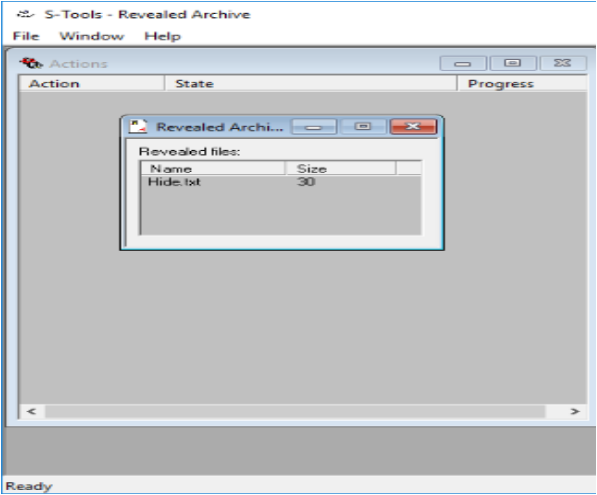 S-Tools - Revealed Archive
File Window Help
Actions
Action State Progress
Revealed Archi...
Revealed files:
Name Size
Hide.txt 30
Ready